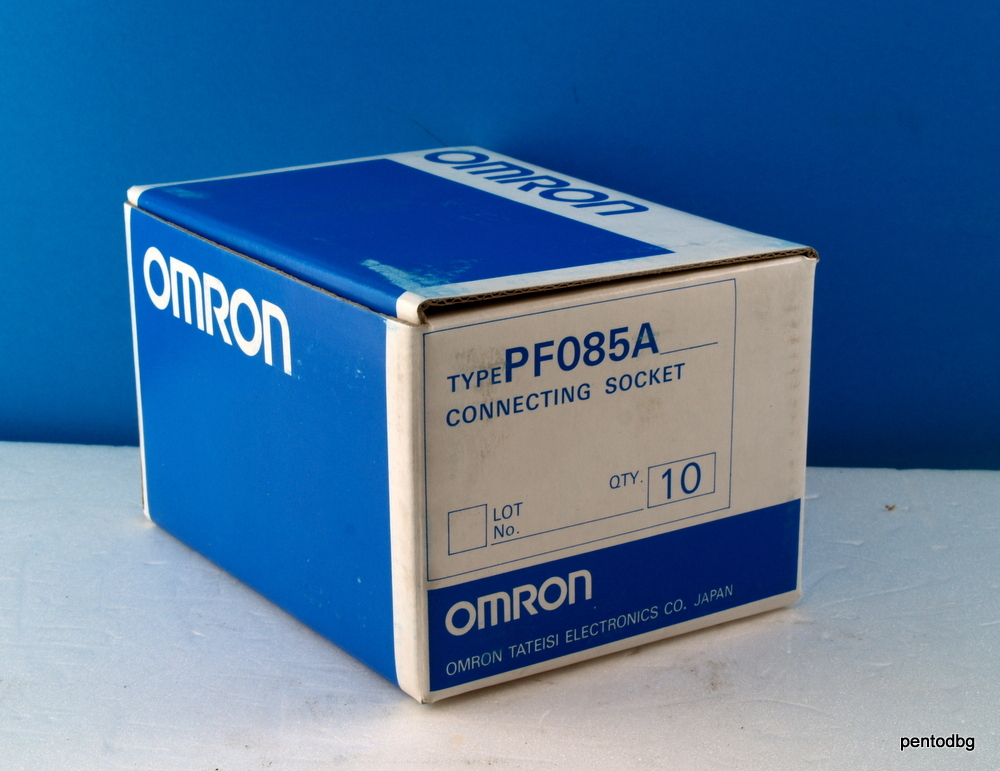 OMRON
OMRON
TYPE PF085A
CONNECTING SOCKET
QTY. 10
LOT
No.
OMRON
OMRON TATEISI ELECTRONICS CO. JAPAN
pentodbg